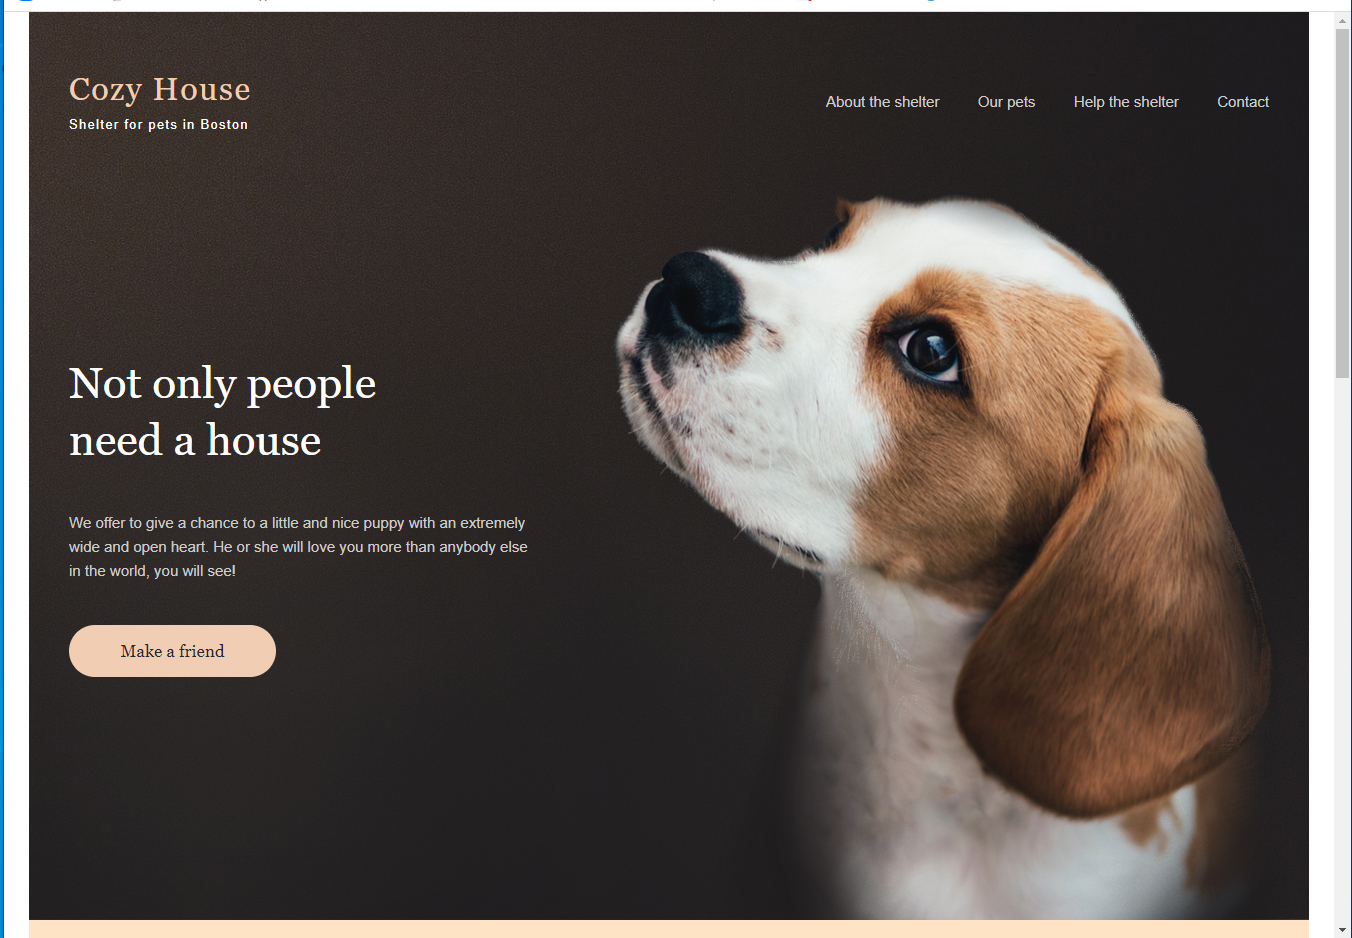 Cozy House
Shelter for pets in Boston
About the shelter
Our pets
Help the shelter
Contact
Not only people
need a house
We offer to give a chance to a little and nice puppy with an extremely
wide and open heart. He or she will love you more than anybody else
in the world, you will see!
Make a friend